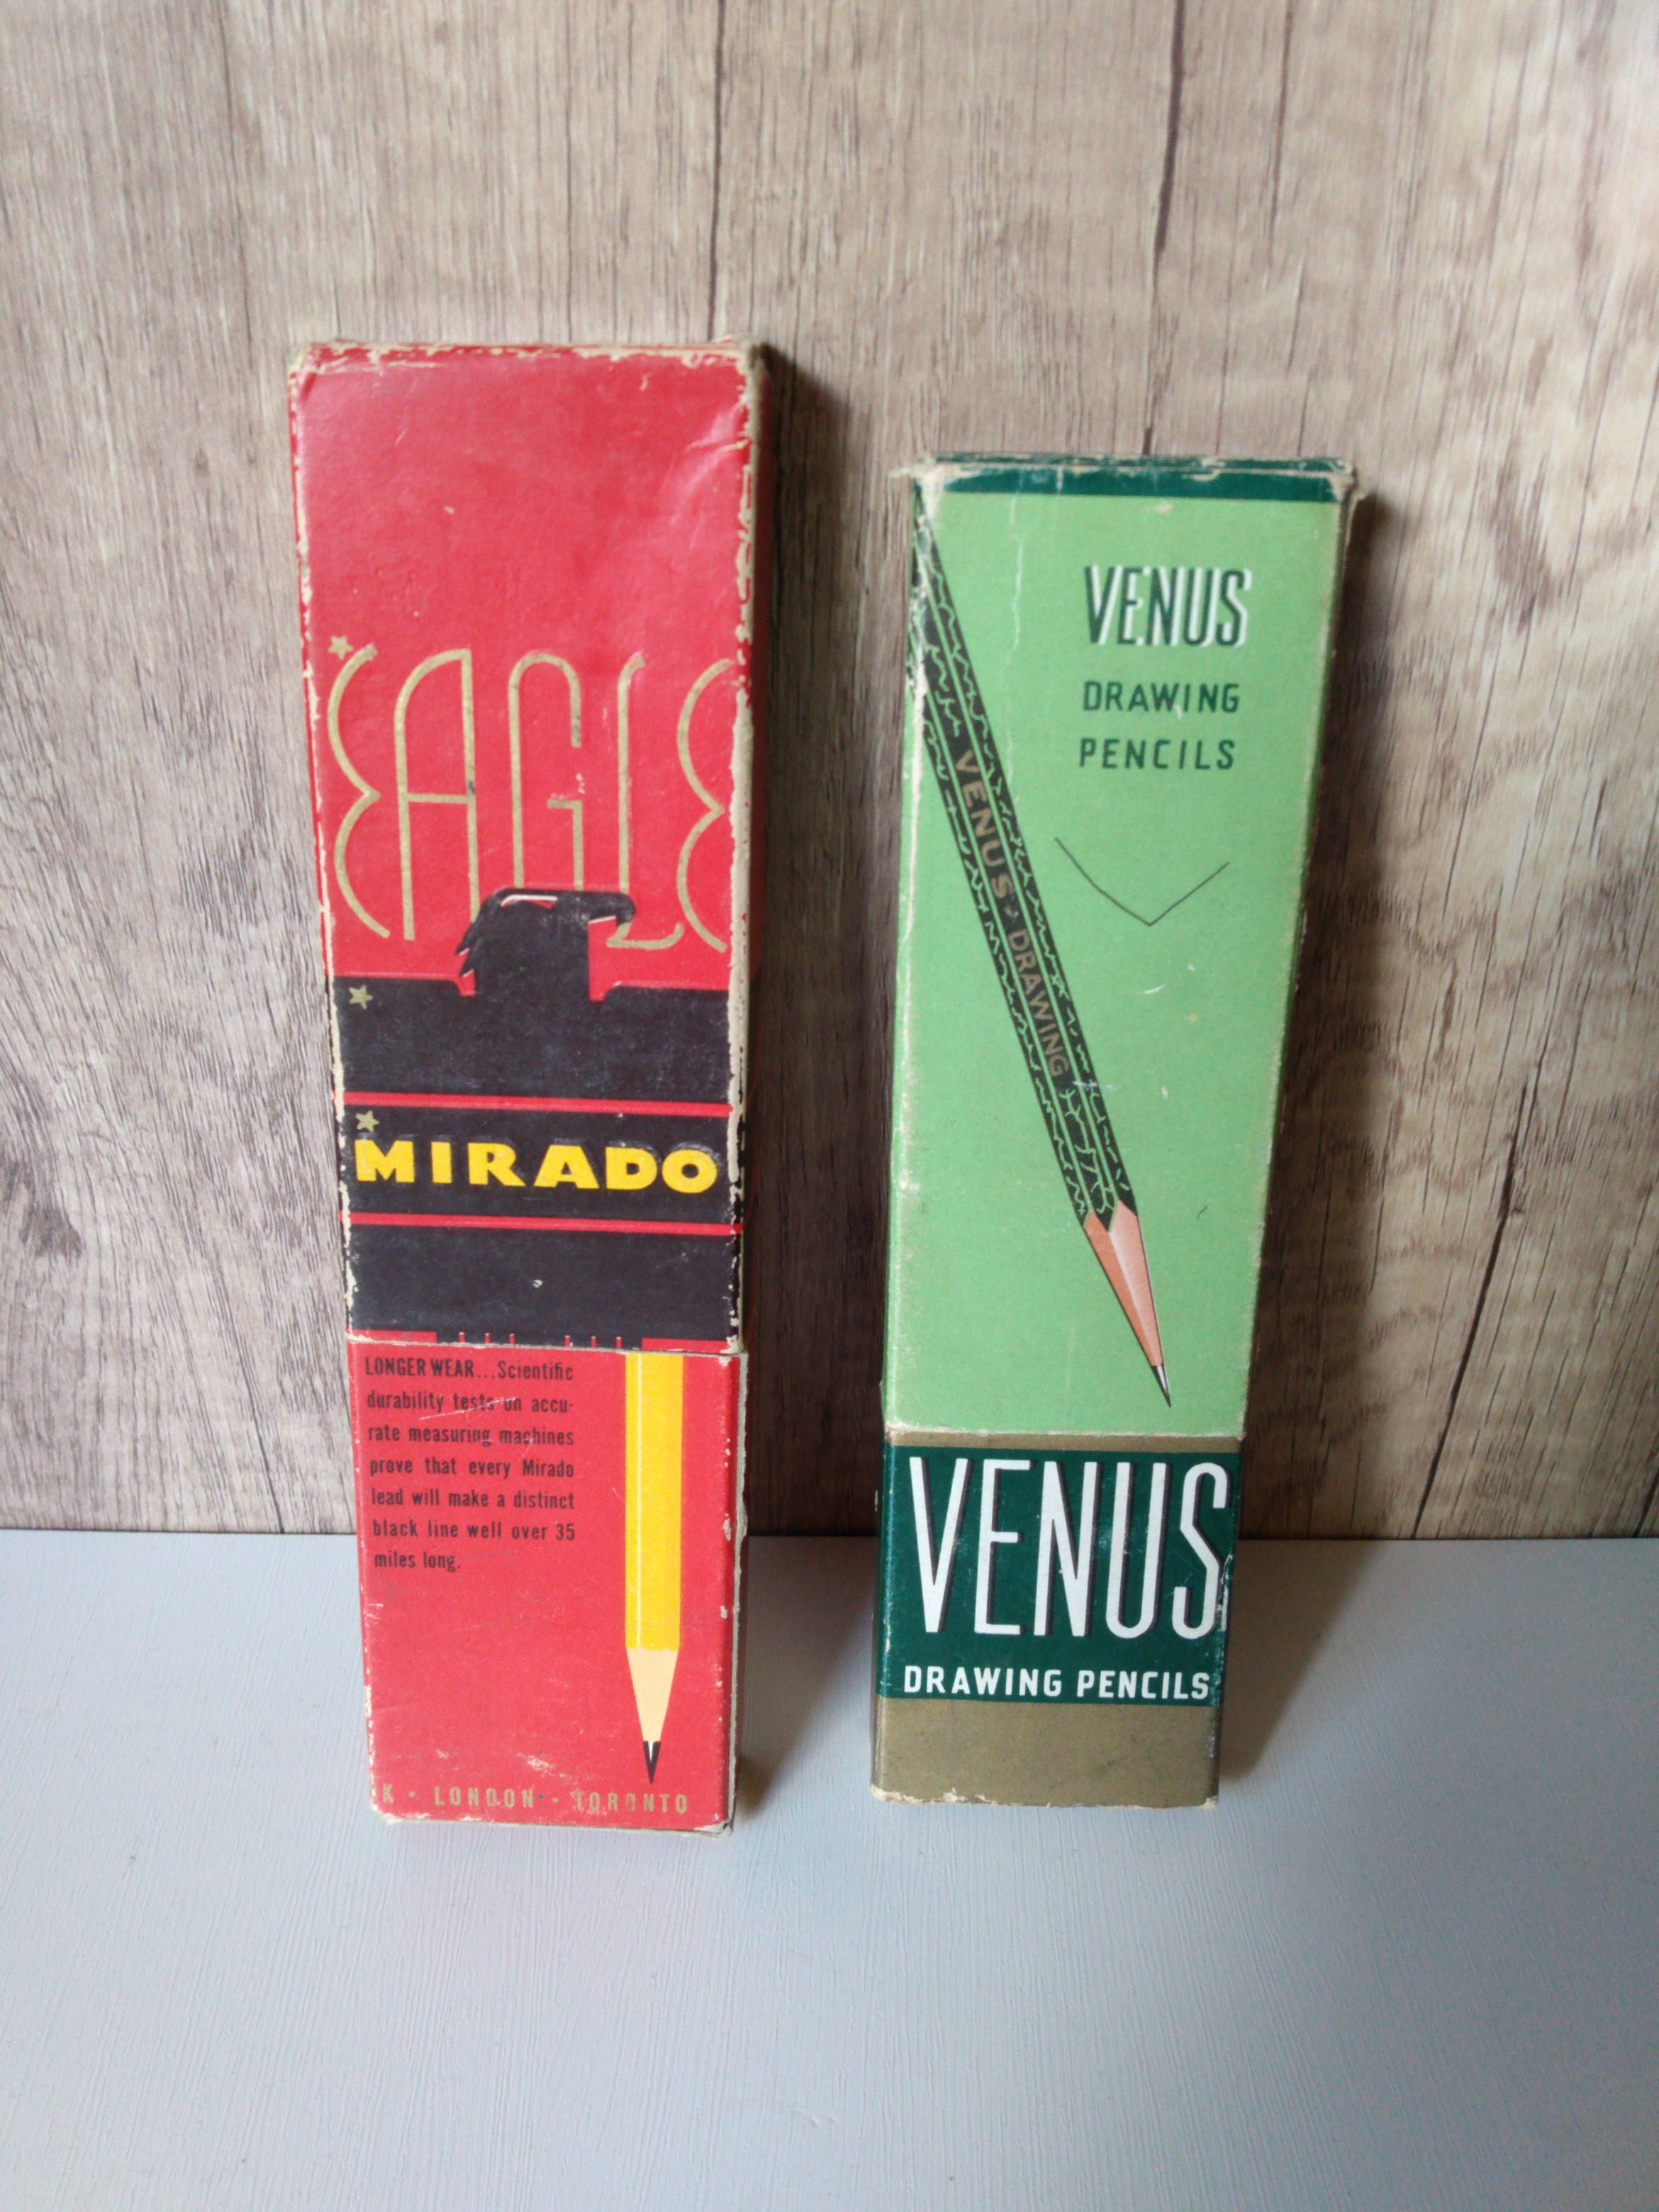 EAGLE
MIRADO
LONGER WEAR...Scientific
durability tests on accu-
rate measuring machines
prove that every Mirado
lead will make a distinct
black line well over 35
miles long.
K • LONDON • TORONTO
VENUS
DRAWING
PENCILS
VENUS · DRAWING
VENUS
DRAWING PENCILS